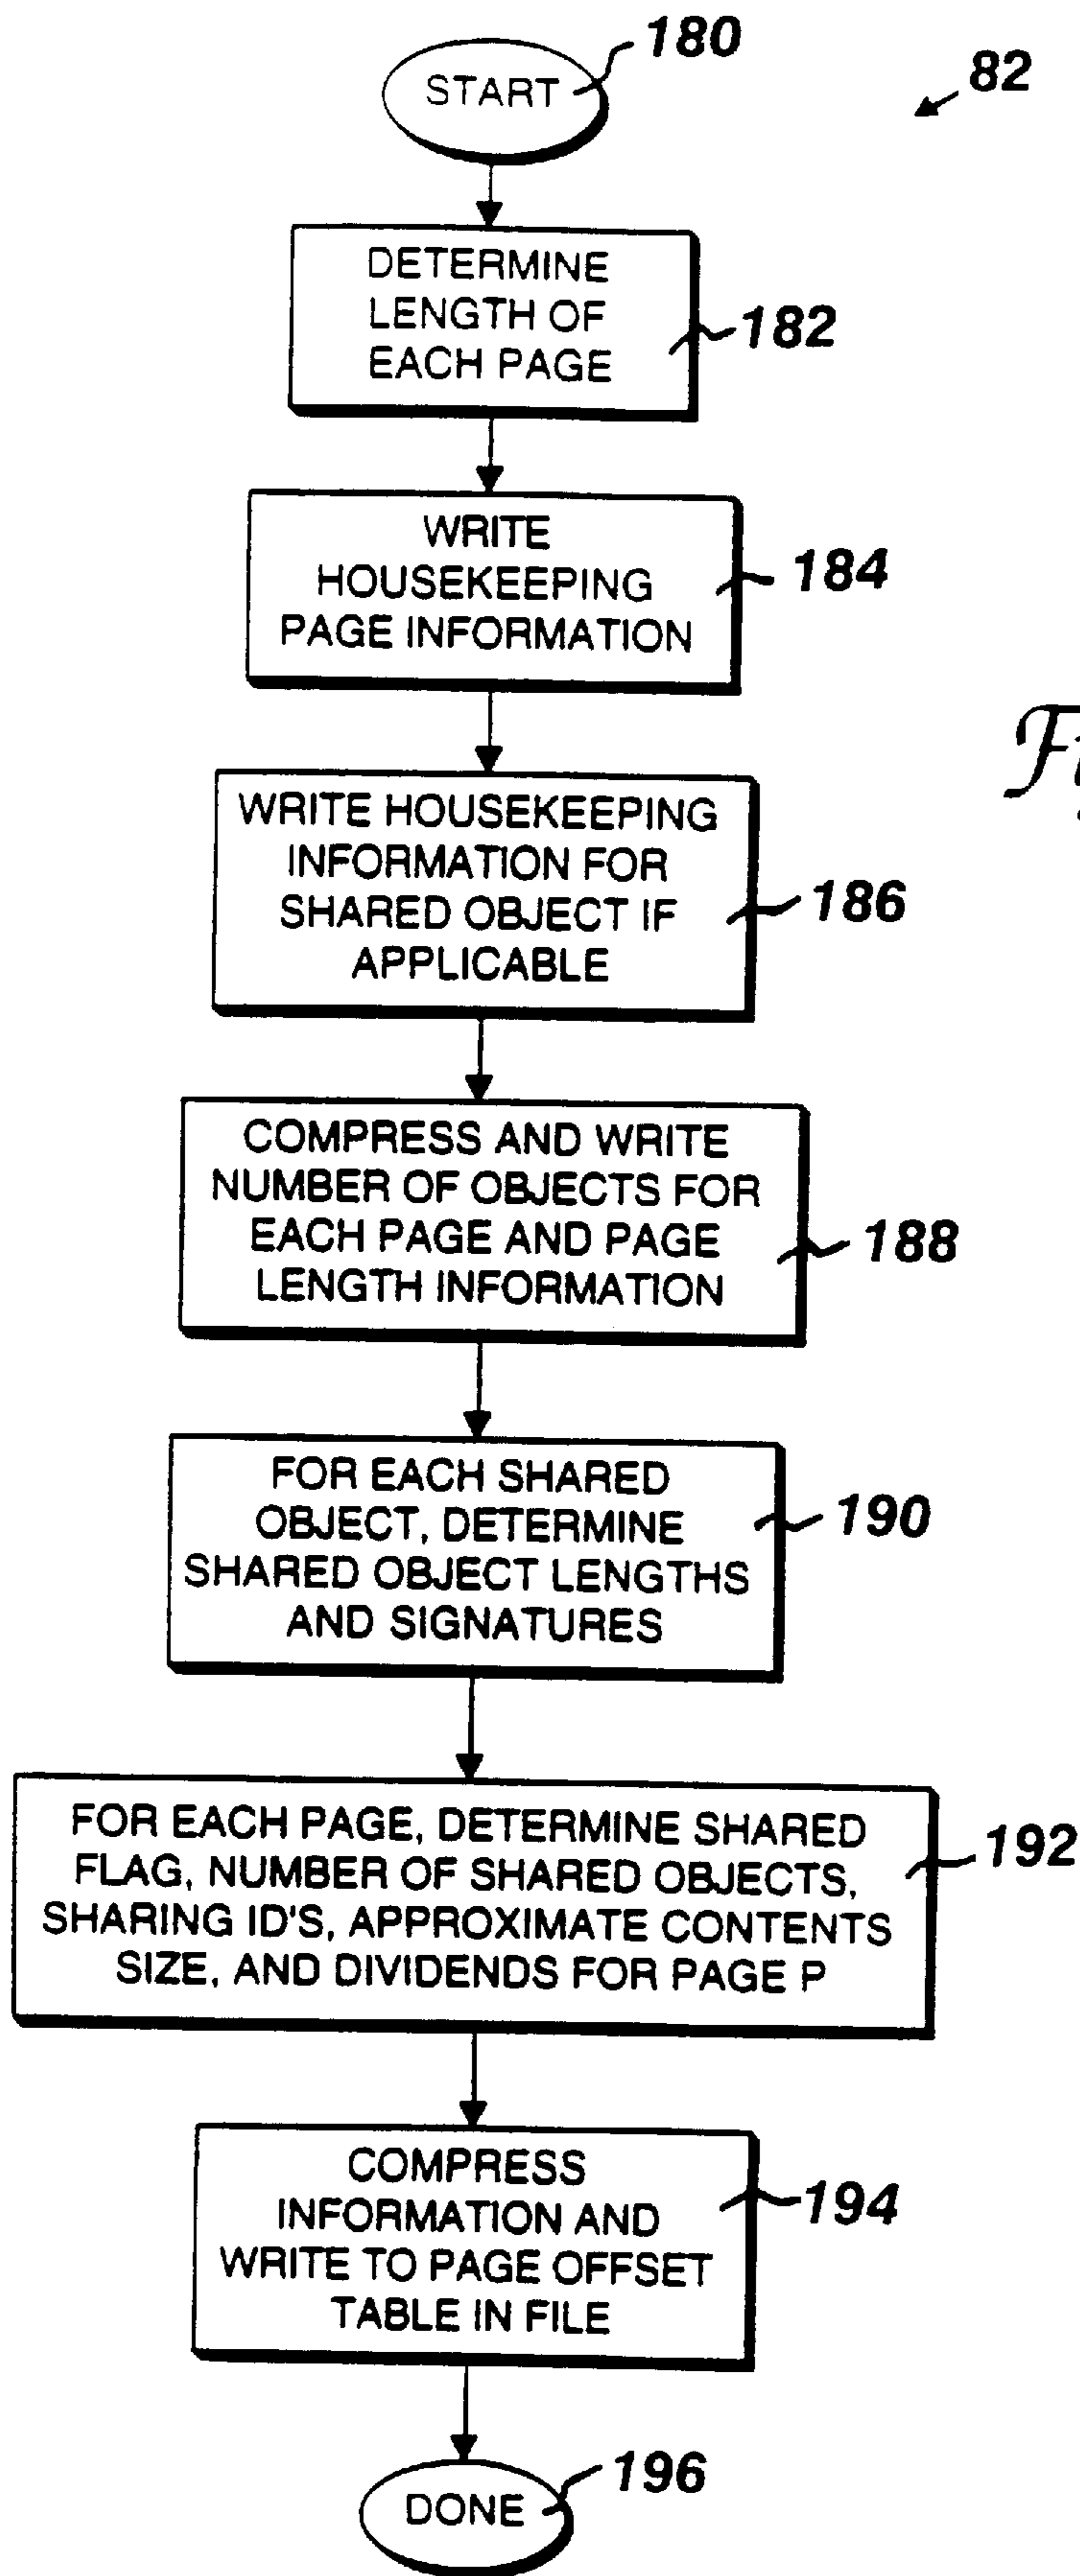 START
180
82
DETERMINE
LENGTH OF
EACH PAGE
182
WRITE
HOUSEKEEPING
PAGE INFORMATION
184
WRITE HOUSEKEEPING
INFORMATION FOR
SHARED OBJECT IF
APPLICABLE
186
COMPRESS AND WRITE
NUMBER OF OBJECTS FOR
EACH PAGE AND PAGE
LENGTH INFORMATION
188
FOR EACH SHARED
OBJECT, DETERMINE
SHARED OBJECT LENGTHS
AND SIGNATURES
190
FOR EACH PAGE, DETERMINE SHARED
FLAG, NUMBER OF SHARED OBJECTS,
SHARING ID'S, APPROXIMATE CONTENTS
SIZE, AND DIVIDENDS FOR PAGE P
192
COMPRESS
INFORMATION AND
WRITE TO PAGE OFFSET
TABLE IN FILE
194
DONE
196